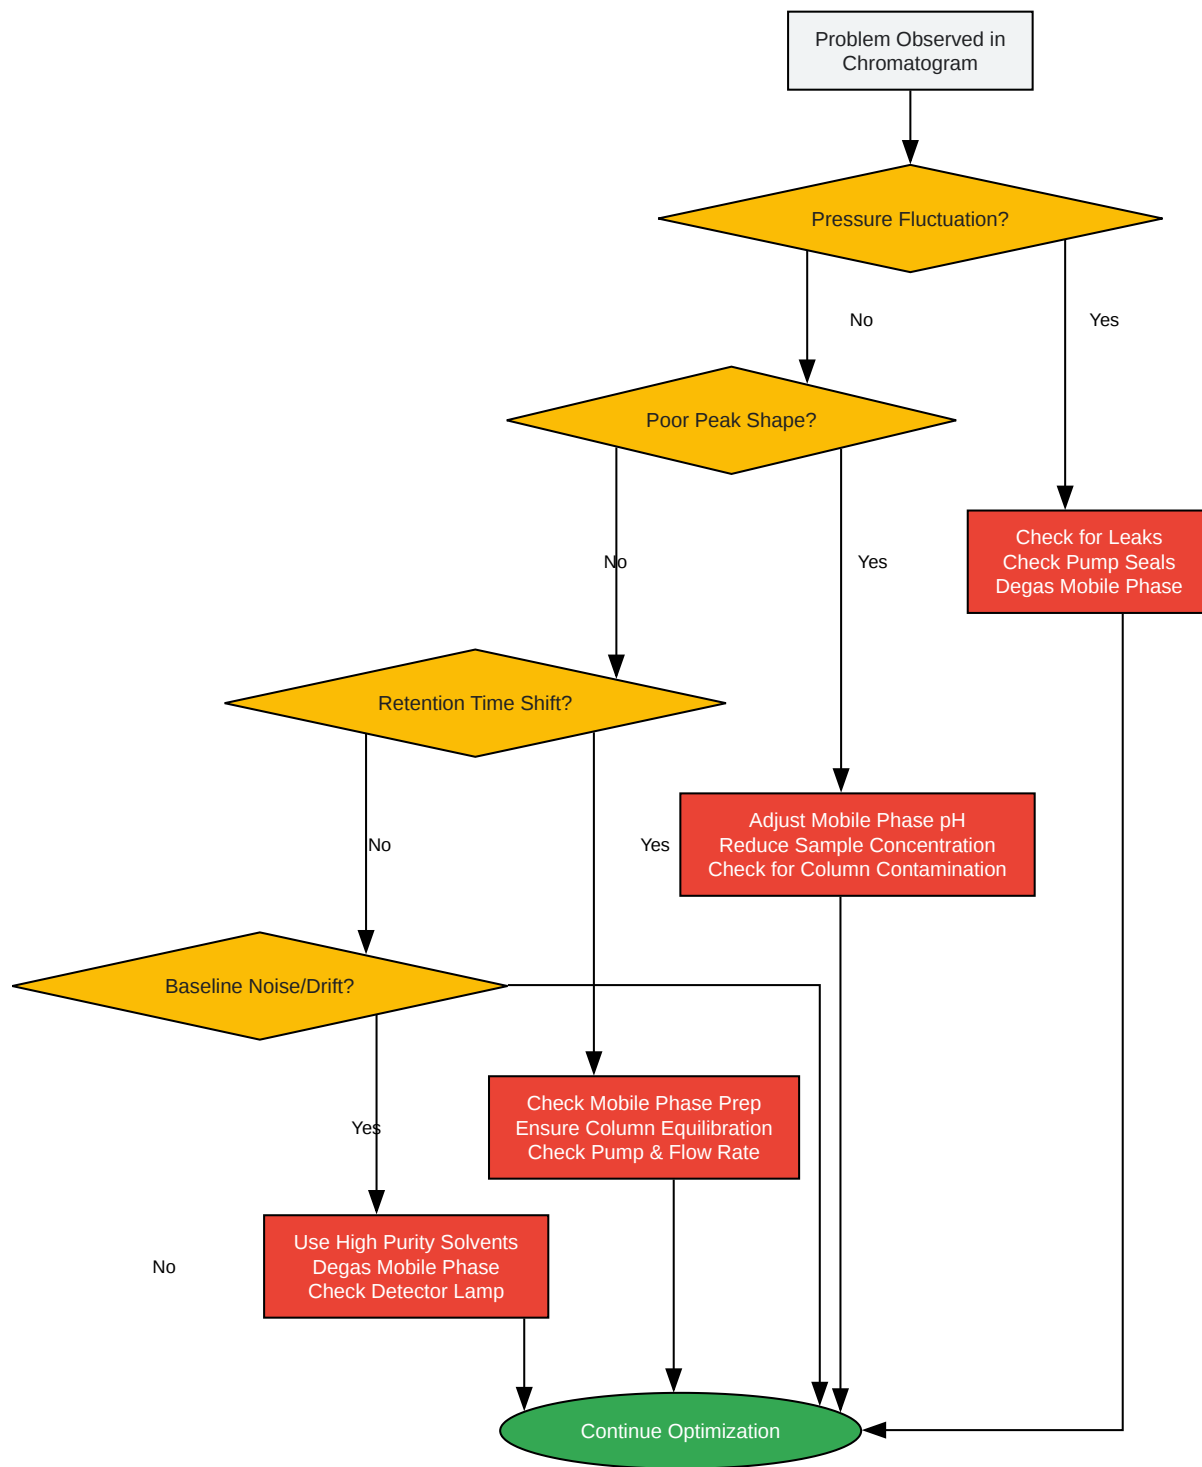 Problem Observed in
Chromatogram
Pressure Fluctuation?
No
Yes
Poor Peak Shape?
No
Yes
Check for Leaks
Check Pump Seals
Degas Mobile Phase
Retention Time Shift?
No
Yes
Adjust Mobile Phase pH
Reduce Sample Concentration
Check for Column Contamination
Baseline Noise/Drift?
Yes
Check Mobile Phase Prep
Ensure Column Equilibration
Check Pump & Flow Rate
No
Use High Purity Solvents
Degas Mobile Phase
Check Detector Lamp
Continue Optimization